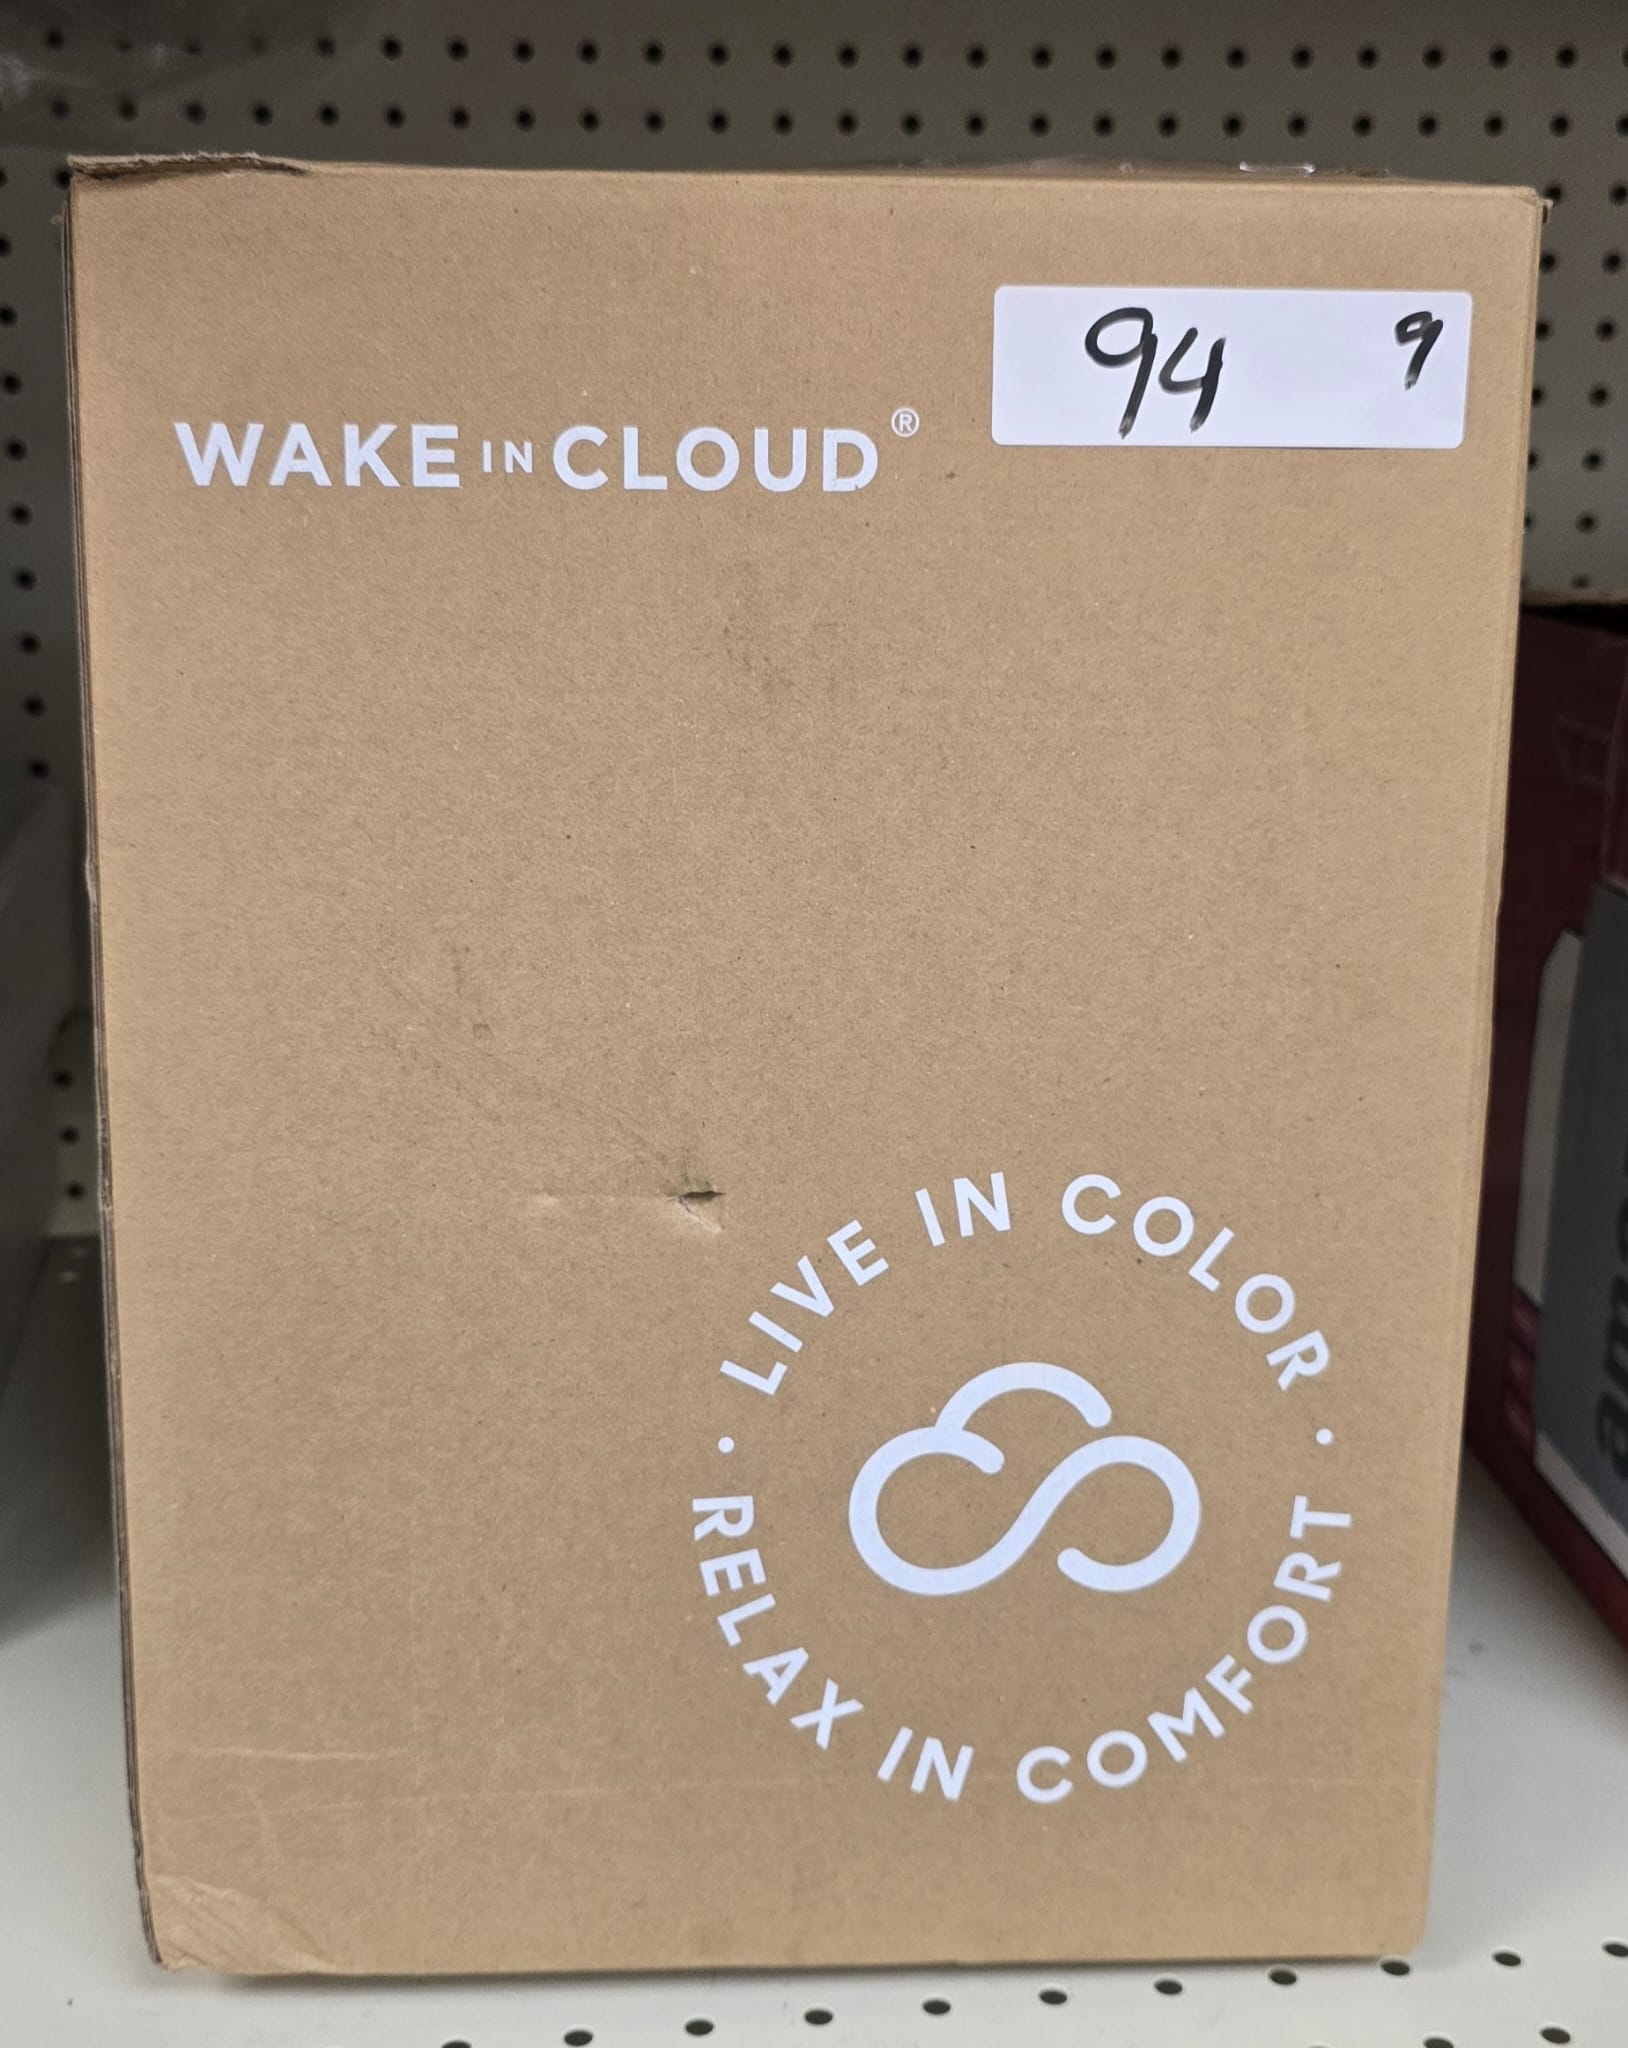 94 9
WAKE IN CLOUD®
LIVE IN COLOR
· RELAX IN COMFORT ·